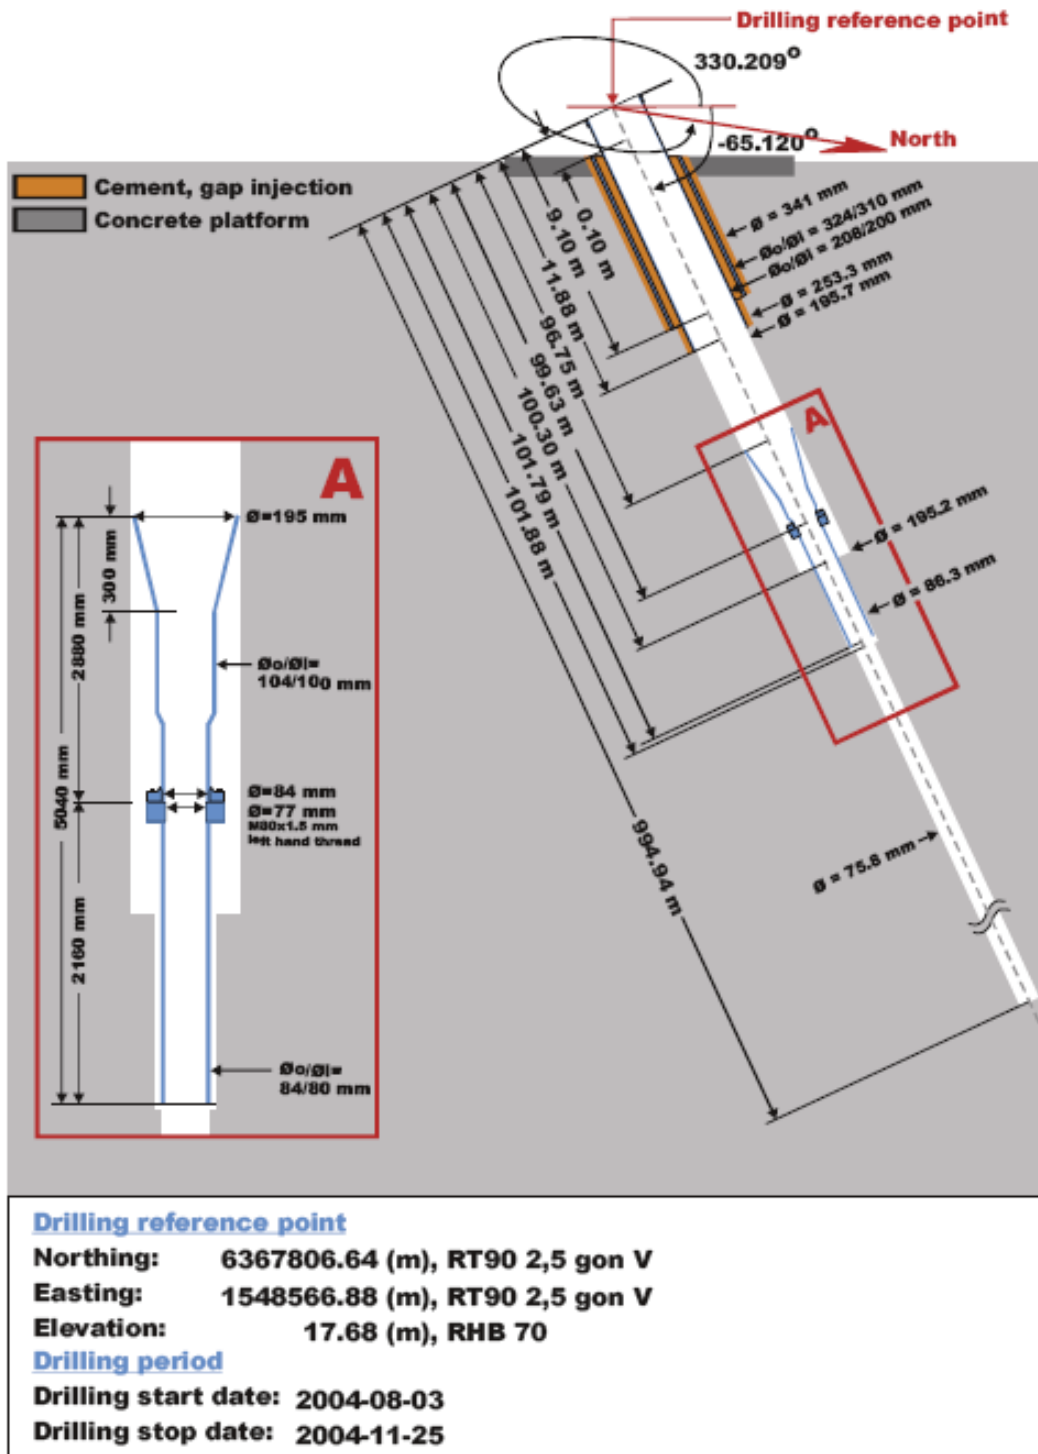 Drilling reference point
330.209°
-65.120°
North
Cement, gap injection
Concrete platform
0.10 m
9.10 m
11.88 m
96.75 m
99.63 m
100.30 m
101.79 m
101.88 m
994.94 m
Ø = 341 mm
Øo/Øi = 324/310 mm
Øo/Øi = 208/200 mm
Ø = 253.3 mm
Ø = 195.7 mm
A
Ø = 195.2 mm
Ø = 86.3 mm
Ø = 75.8 mm
A
Ø=195 mm
300 mm
2880 mm
5040 mm
2160 mm
Øo/Øi=
104/100 mm
Ø=84 mm
Ø=77 mm
M80x1.5 mm
left hand thread
Øo/Øi=
84/80 mm
Drilling reference point
Northing: 6367806.64 (m), RT90 2,5 gon V
Easting: 1548566.88 (m), RT90 2,5 gon V
Elevation: 17.68 (m), RHB 70
Drilling period
Drilling start date: 2004-08-03
Drilling stop date: 2004-11-25